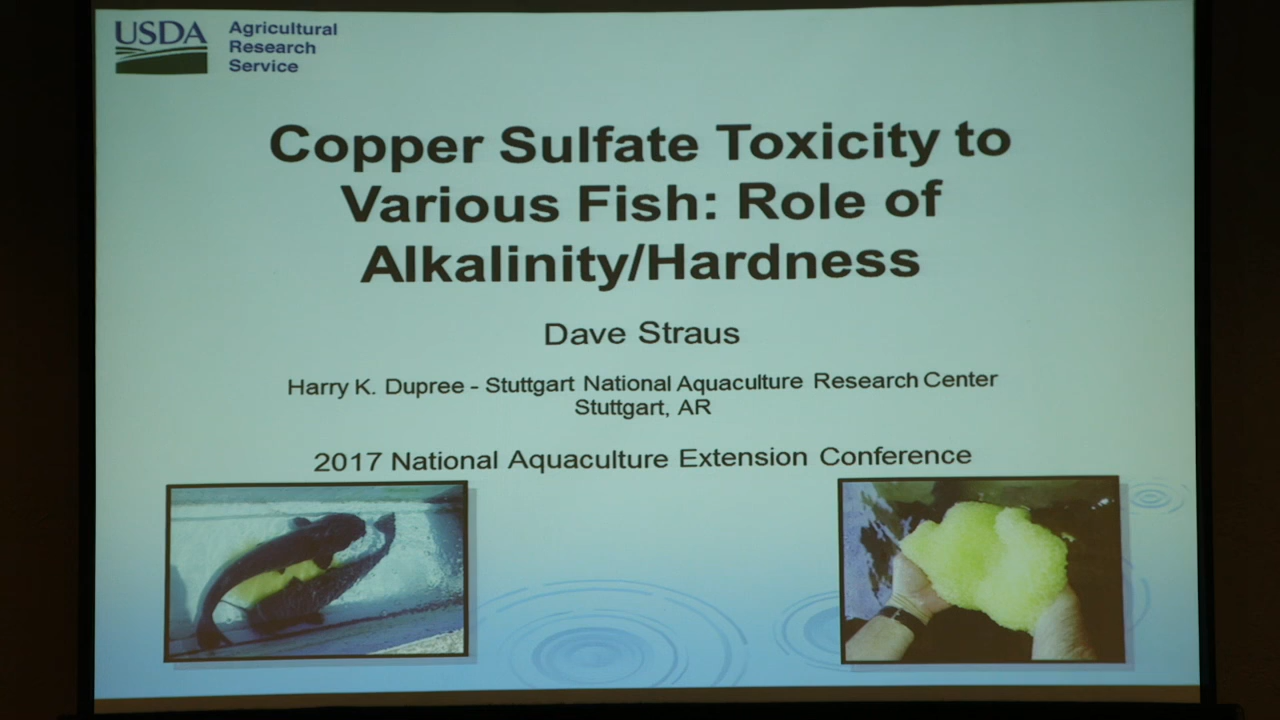 USDA
Agricultural
Research
Service
Copper Sulfate Toxicity to
Various Fish: Role of
Alkalinity/Hardness
Dave Straus
Harry K. Dupree - Stuttgart National Aquaculture Research Center
Stuttgart, AR
2017 National Aquaculture Extension Conference